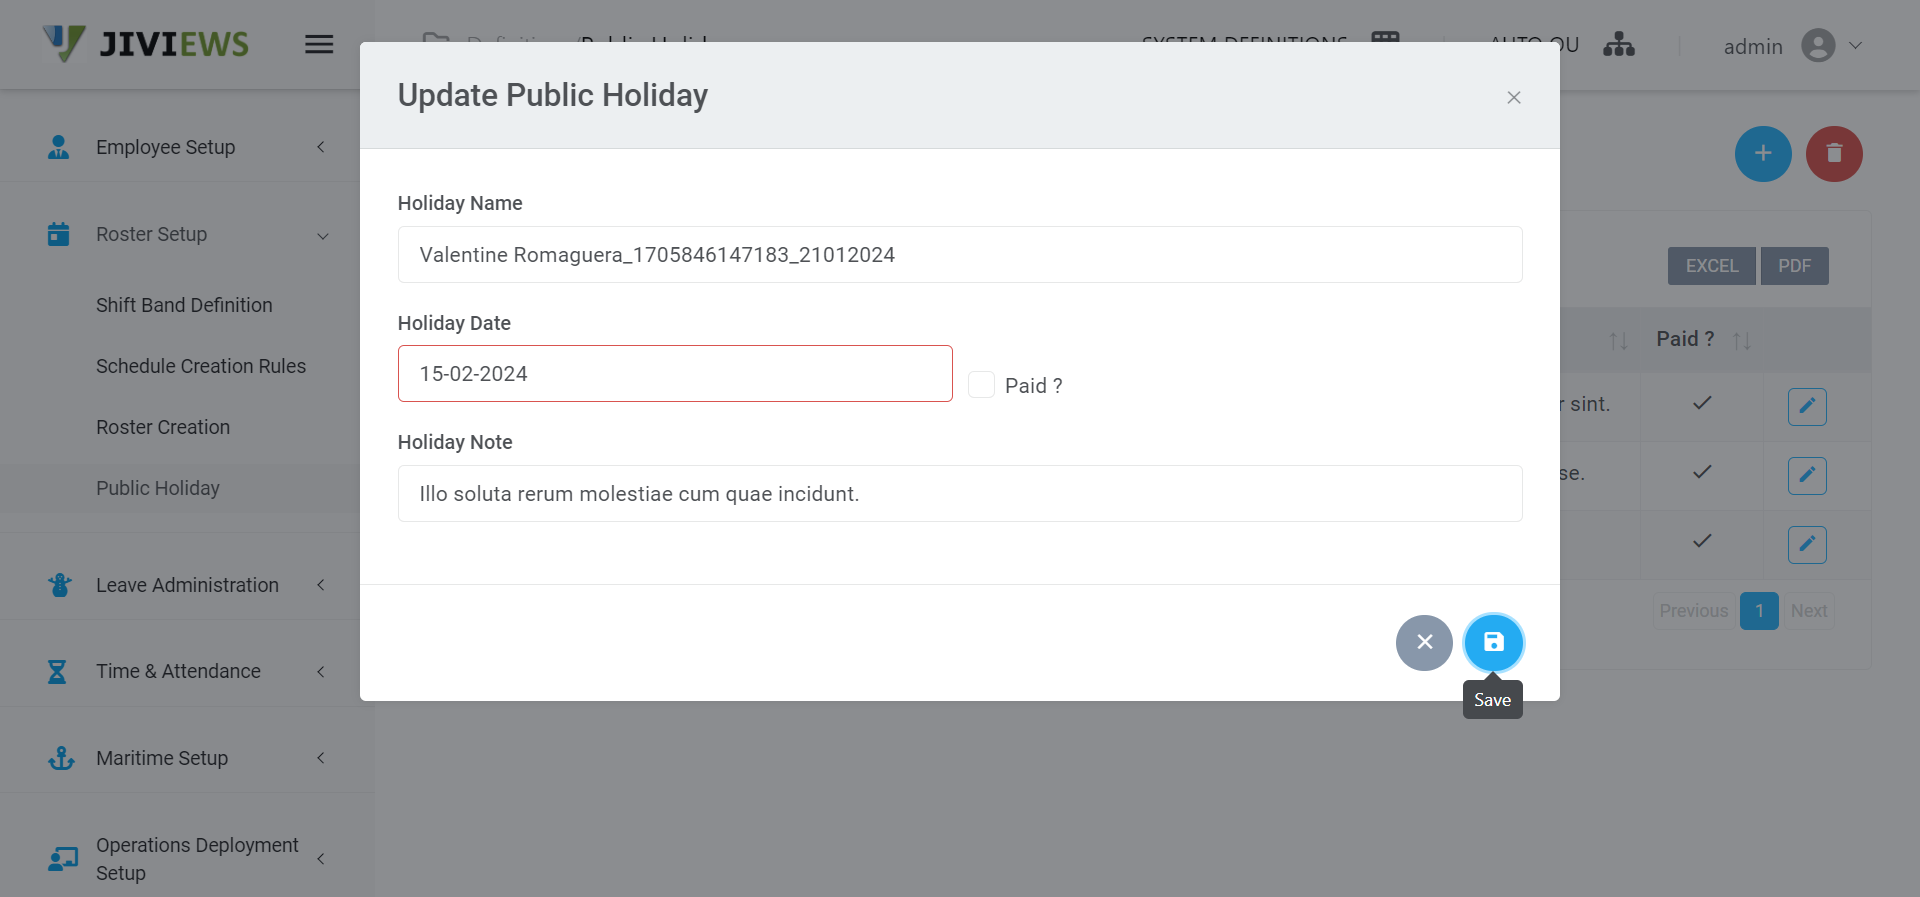 JIVIEWS
SYSTEM DEFINITIONS
AUTO OU
admin
Employee Setup
Roster Setup
Shift Band Definition
Schedule Creation Rules
Roster Creation
Public Holiday
Leave Administration
Time & Attendance
Maritime Setup
Operations Deployment
Setup
Update Public Holiday
Holiday Name
Valentine Romaguera_1705846147183_21012024
Holiday Date
15-02-2024
Paid ?
Holiday Note
Illo soluta rerum molestiae cum quae incidunt.
Save
EXCEL PDF
Paid ?
r sint.
se.
Previous 1 Next